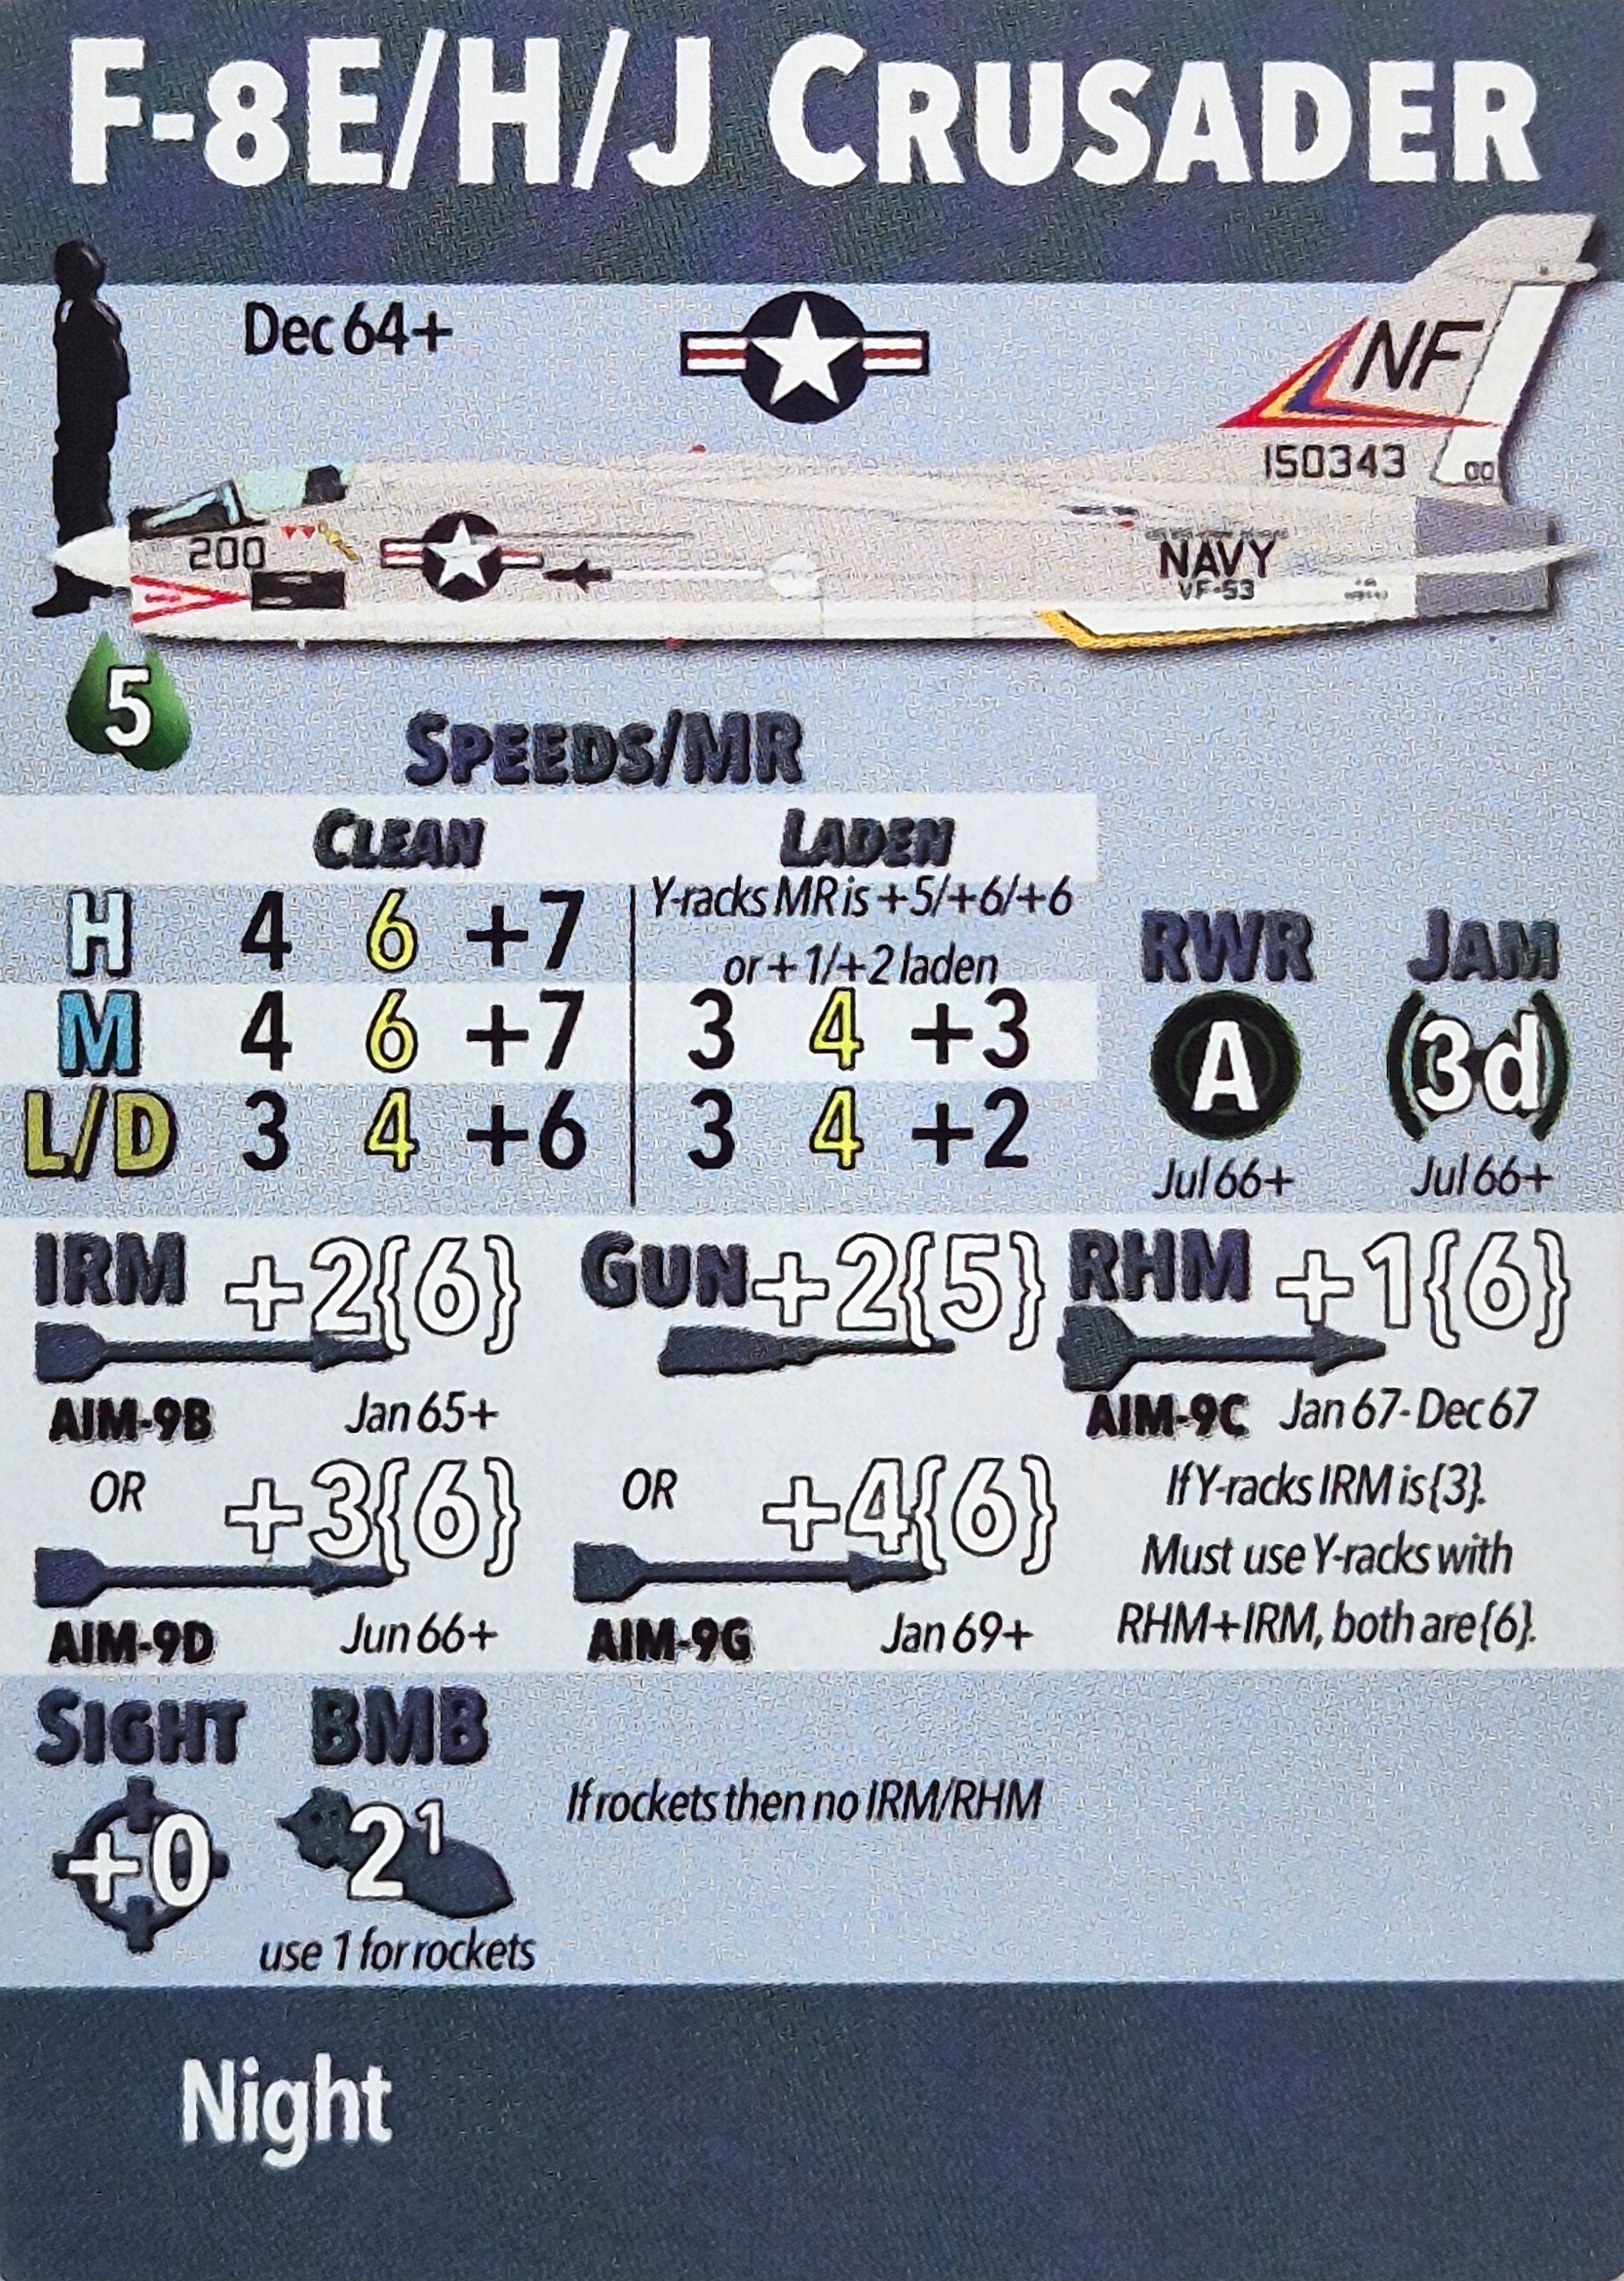 F-8E/H/J CRUSADER
Dec 64+
NF
150343
200
NAVY
VF-53
5
SPEEDS/MR
CLEAN LADEN
Y-racks MR is +5/+6/+6
or +1/+2 laden
H 4 6 +7
M 4 6 +7 3 4 +3
L/D 3 4 +6 3 4 +2
RWR JAM
A (3d)
Jul 66+ Jul 66+
IRM +2{6} GUN +2{5} RHM +1{6}
AIM-9B Jan 65+ AIM-9C Jan 67-Dec 67
OR +3{6} OR +4{6}
AIM-9D Jun 66+ AIM-9G Jan 69+
If Y-racks IRM is {3}.
Must use Y-racks with
RHM+IRM, both are {6}.
SIGHT BMB
+0 2¹
If rockets then no IRM/RHM
use 1 for rockets
Night